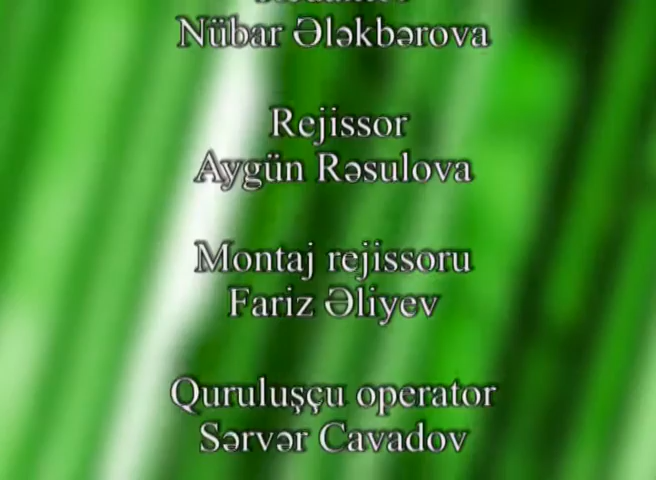 Nübar Ələkbərova
Rejissor
Aygün Rəsulova
Montaj rejissoru
Fariz Əliyev
Quruluşçu operator
Sərvər Cavadov